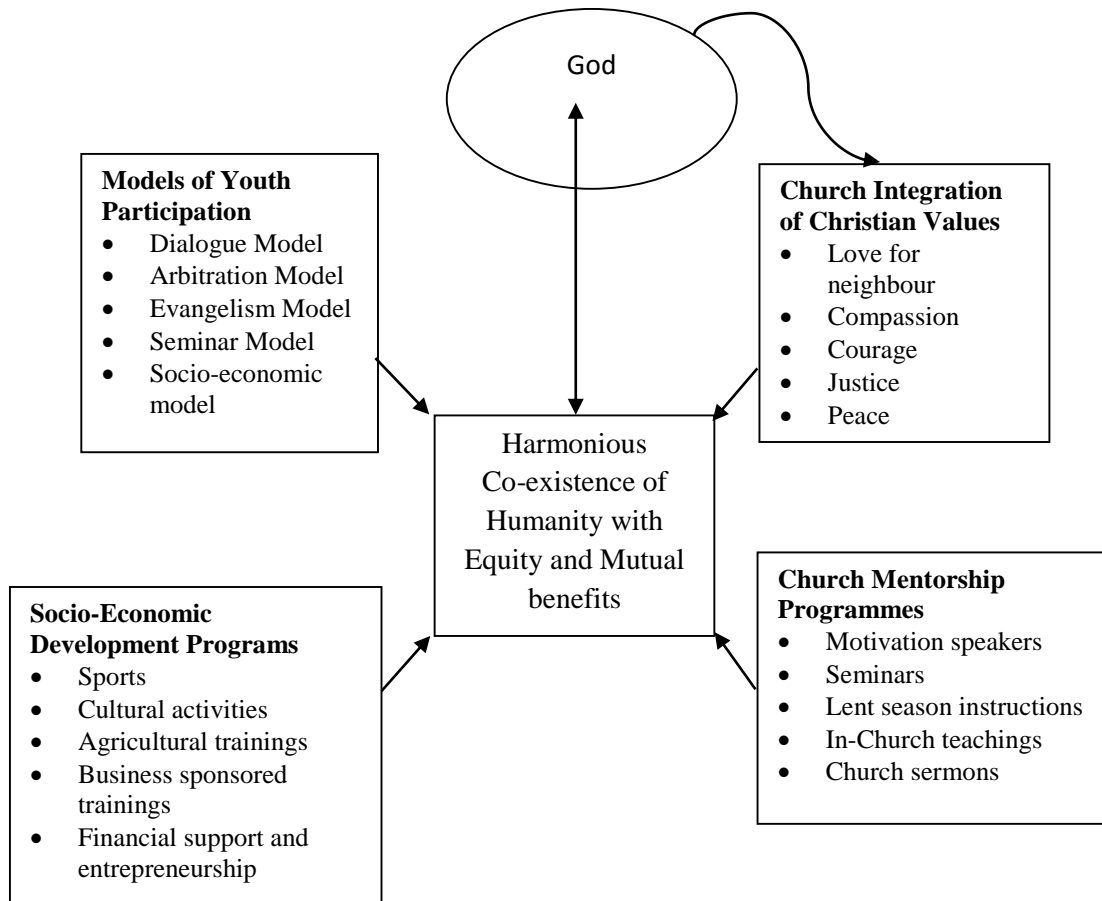 God
Models of Youth
Participation
• Dialogue Model
• Arbitration Model
• Evangelism Model
• Seminar Model
• Socio-economic
model
Church Integration
of Christian Values
• Love for
neighbour
• Compassion
• Courage
• Justice
• Peace
Harmonious
Co-existence of
Humanity with
Equity and Mutual
benefits
Socio-Economic
Development Programs
• Sports
• Cultural activities
• Agricultural trainings
• Business sponsored
trainings
• Financial support and
entrepreneurship
Church Mentorship
Programmes
• Motivation speakers
• Seminars
• Lent season instructions
• In-Church teachings
• Church sermons